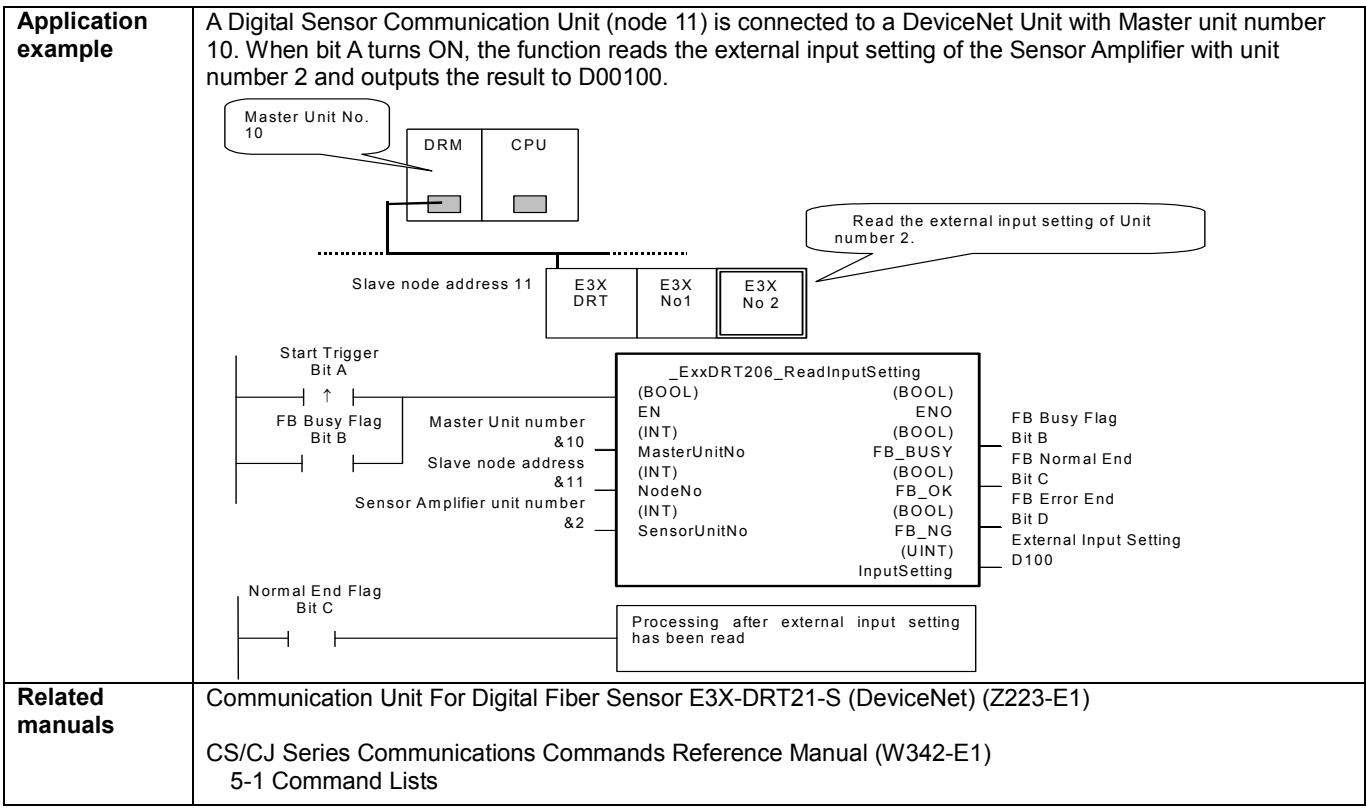 Application example
A Digital Sensor Communication Unit (node 11) is connected to a DeviceNet Unit with Master unit number
10. When bit A turns ON, the function reads the external input setting of the Sensor Amplifier with unit
number 2 and outputs the result to D00100.
Master Unit No.
10
DRM
CPU
Read the external input setting of Unit
number 2.
Slave node address 11
E3X
DRT
E3X
No1
E3X
No 2
Start Trigger
Bit A
↑
FB Busy Flag
Bit B
Master Unit number
&10
Slave node address
&11
Sensor Amplifier unit number
&2
_ExxDRT206_ReadInputSetting
(BOOL) (BOOL)
EN ENO
(INT) (BOOL)
MasterUnitNo FB_BUSY
(INT) (BOOL)
NodeNo FB_OK
(INT) (BOOL)
SensorUnitNo FB_NG
(UINT)
InputSetting
FB Busy Flag
Bit B
FB Normal End
Bit C
FB Error End
Bit D
External Input Setting
D100
Normal End Flag
Bit C
Processing after external input setting
has been read
Related manuals
Communication Unit For Digital Fiber Sensor E3X-DRT21-S (DeviceNet) (Z223-E1)
CS/CJ Series Communications Commands Reference Manual (W342-E1)
5-1 Command Lists